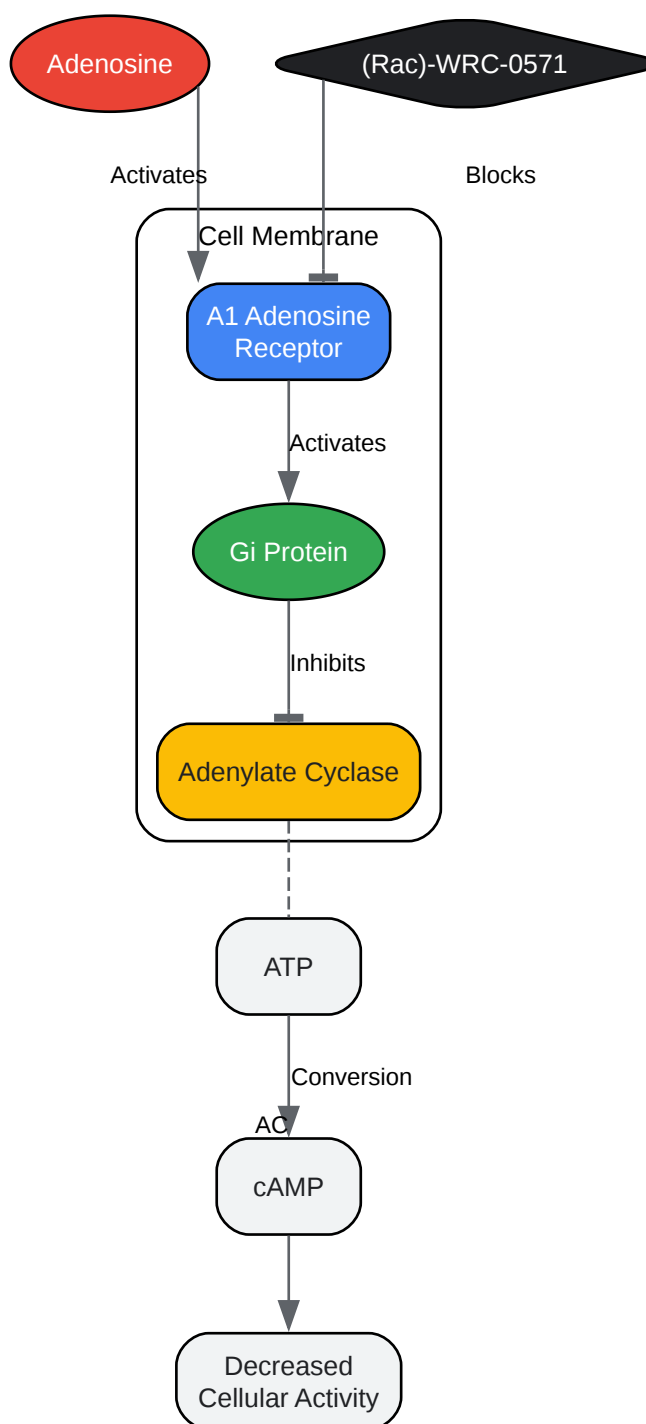 Adenosine
(Rac)-WRC-0571
Activates
Blocks
Cell Membrane
A1 Adenosine
Receptor
Activates
Gi Protein
Inhibits
Adenylate Cyclase
ATP
Conversion
AC
cAMP
Decreased
Cellular Activity